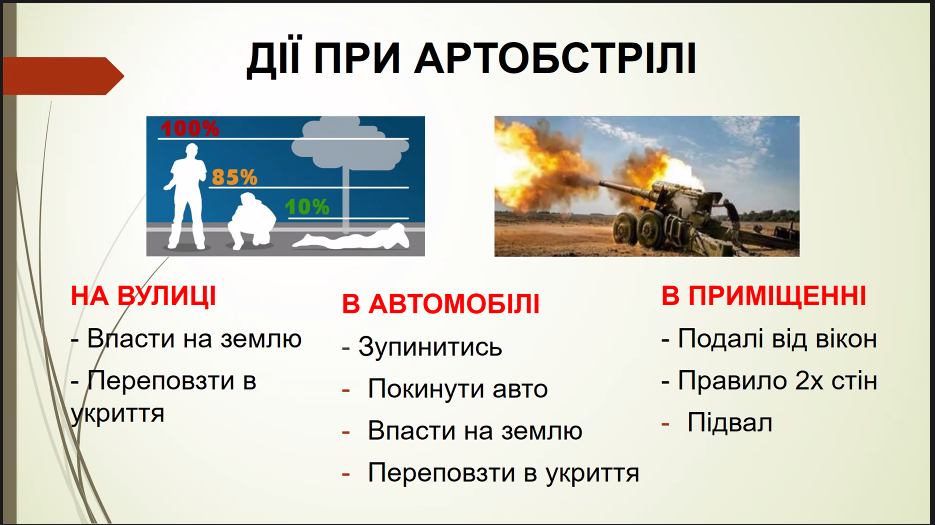 ДІЇ ПРИ АРТОБСТРІЛІ
100%
85%
10%
НА ВУЛИЦІ
- Впасти на землю
- Переповзти в
укриття
В АВТОМОБІЛІ
- Зупинитись
- Покинути авто
- Впасти на землю
- Переповзти в укриття
В ПРИМІЩЕННІ
- Подалі від вікон
- Правило 2х стін
- Підвал